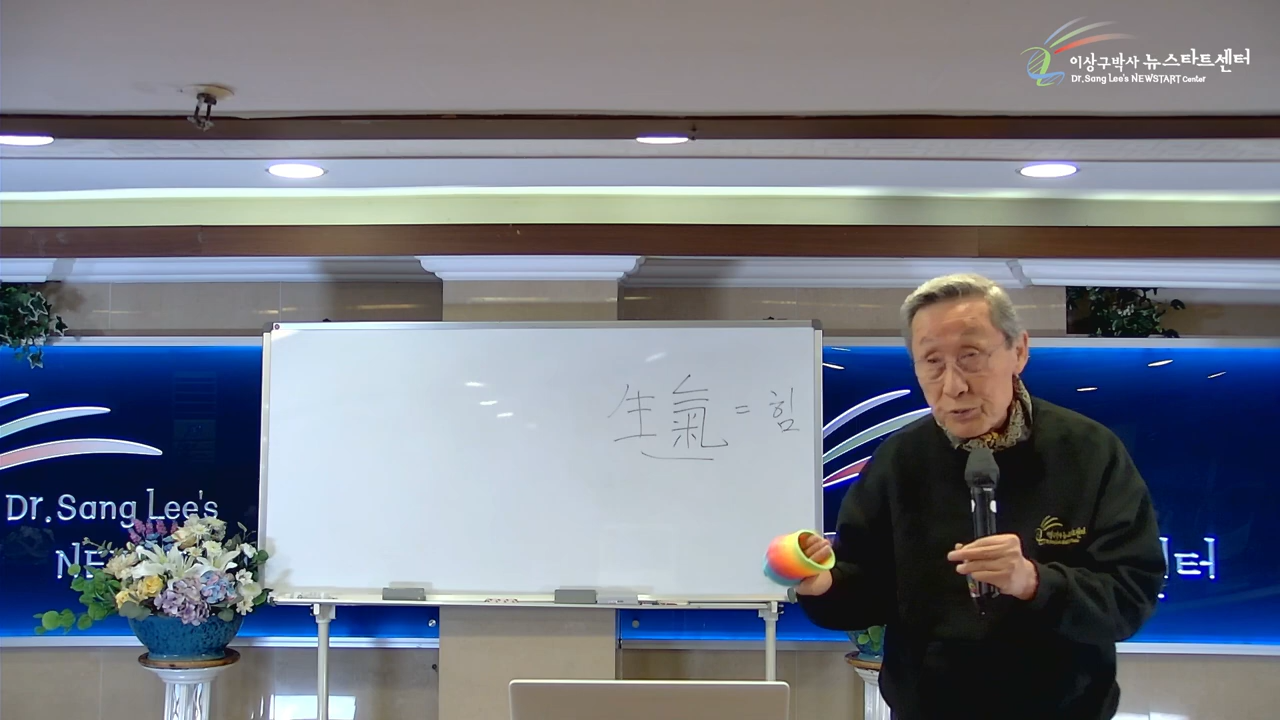 이상구박사 뉴스타트센터
Dr. Sang Lee's NEWSTART Center
生氣 = 힘
Dr. Sang Lee's
NE
터